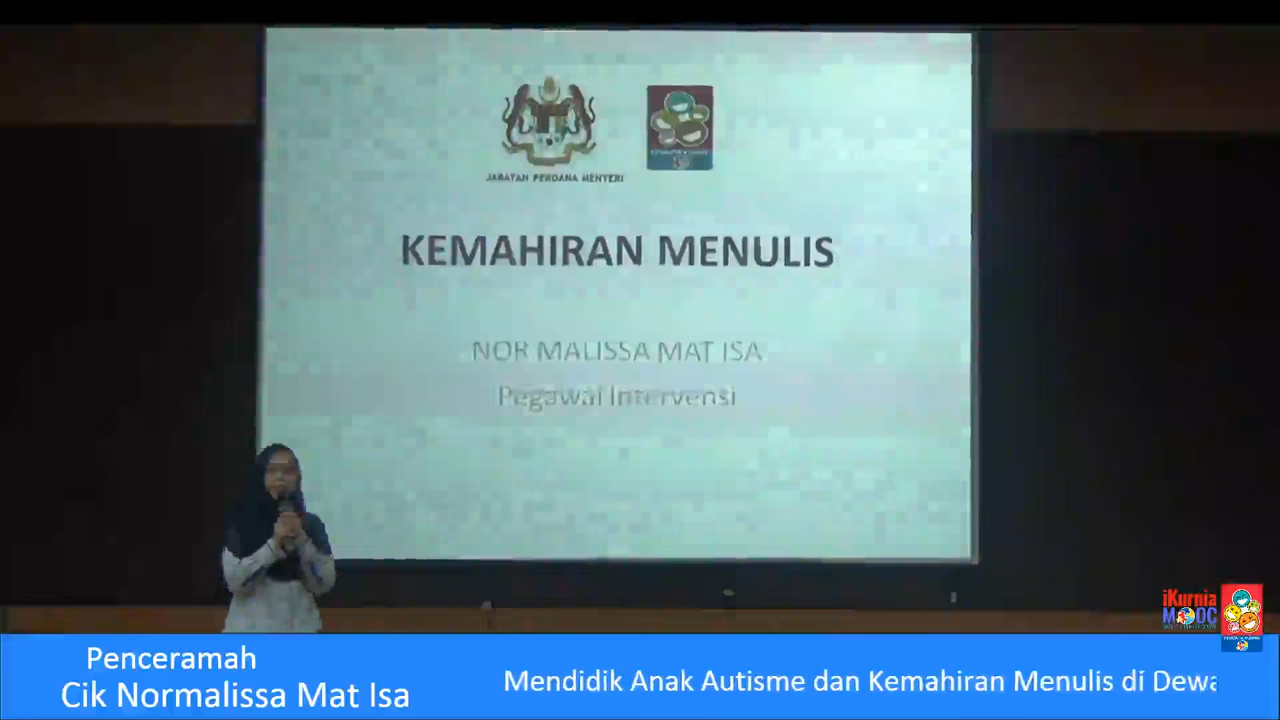 JABATAN PERDANA MENTERI
KEMAHIRAN MENULIS
NOR MALISSA MAT ISA
Pegawai Intervensi
iKurnia
MOOC
Penceramah
Cik Normalissa Mat Isa
Mendidik Anak Autisme dan Kemahiran Menulis di Dewa